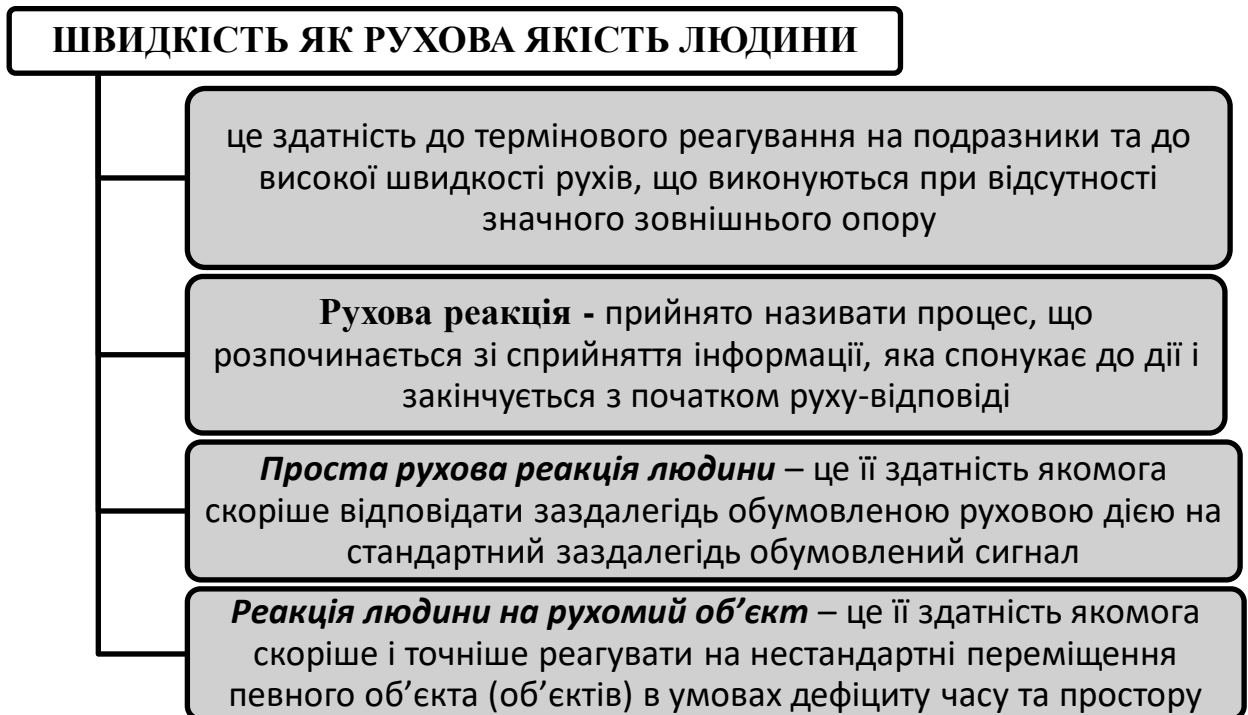 ШВИДКІСТЬ ЯК РУХОВА ЯКІСТЬ ЛЮДИНИ
це здатність до термінового реагування на подразники та до
високої швидкості рухів, що виконуються при відсутності
значного зовнішнього опору
Рухова реакція - прийнято називати процес, що
розпочинається зі сприйняття інформації, яка спонукає до дії і
закінчується з початком руху-відповіді
Проста рухова реакція людини – це її здатність якомога
скоріше відповідати заздалегідь обумовленою руховою дією на
стандартний заздалегідь обумовлений сигнал
Реакція людини на рухомий об’єкт – це її здатність якомога
скоріше і точніше реагувати на нестандартні переміщення
певного об’єкта (об’єктів) в умовах дефіциту часу та простору